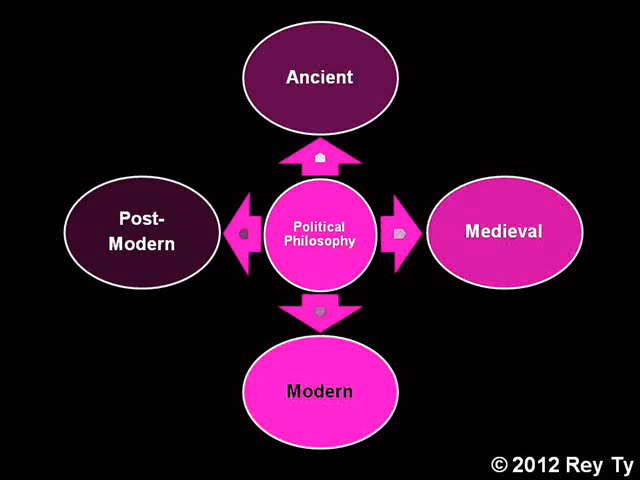 Ancient
Post-
Modern
Political
Philosophy
Medieval
Modern
© 2012 Rey Ty